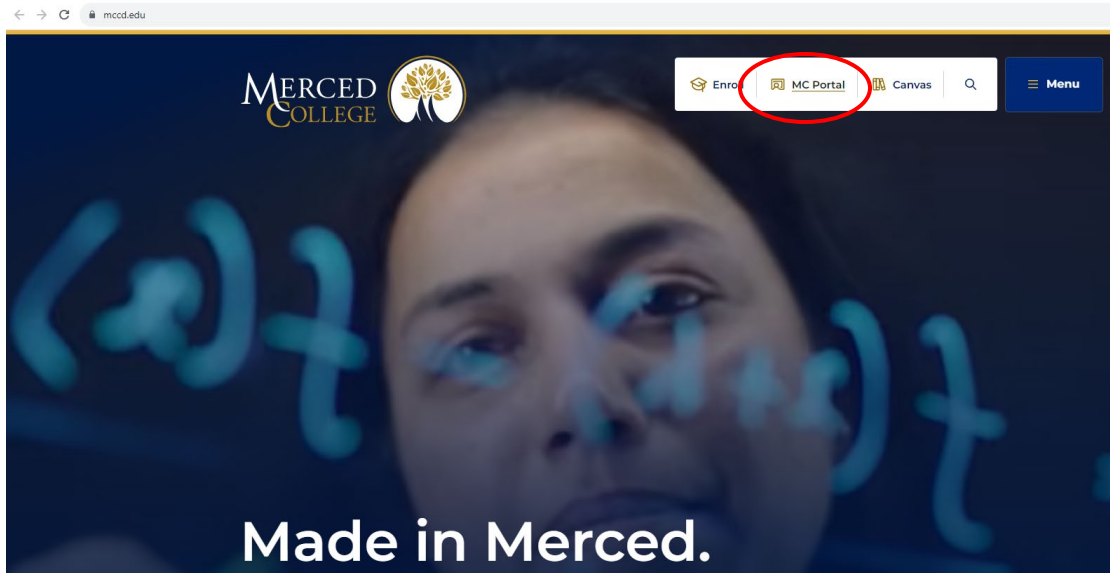 mccd.edu
MERCED
COLLEGE
Enroll MC Portal Canvas
Menu
(x)f
d+x)f
Made in Merced.